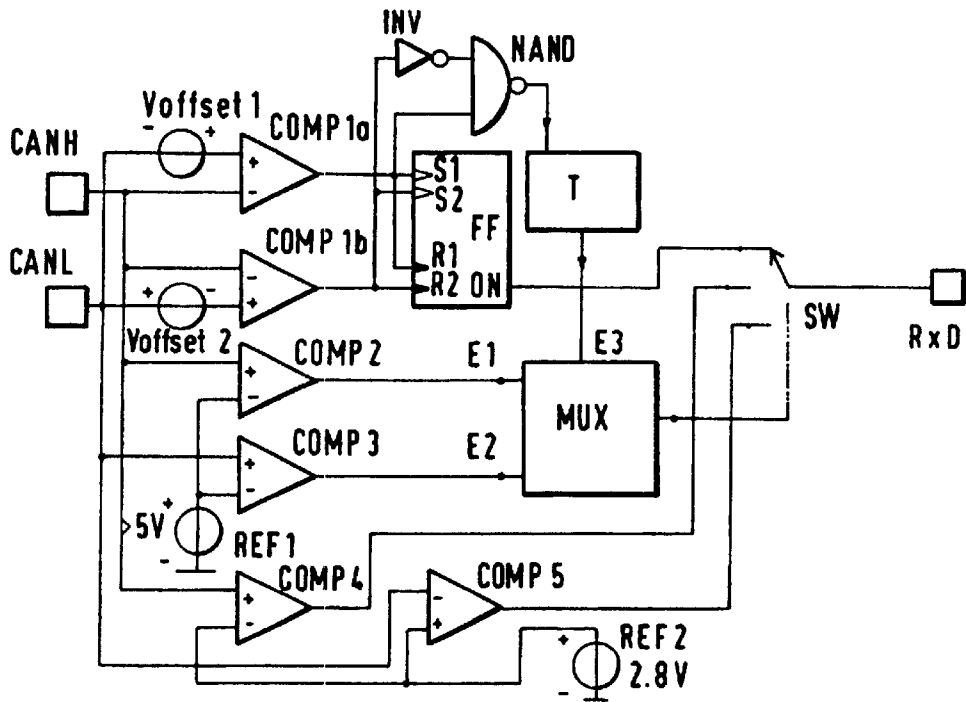 INV
NAND
Voffset 1
- +
COMP 1a
CANH
+
-
S1
S2
T
FF
COMP 1b
CANL
-
+
R1
R2 ON
+ -
SW
RxD
Voffset 2
COMP 2
E1
E3
+
-
MUX
COMP 3
E2
+
-
+
5V
-
REF 1
COMP 4
COMP 5
+
-
-
+
+
REF 2
2.8V
-